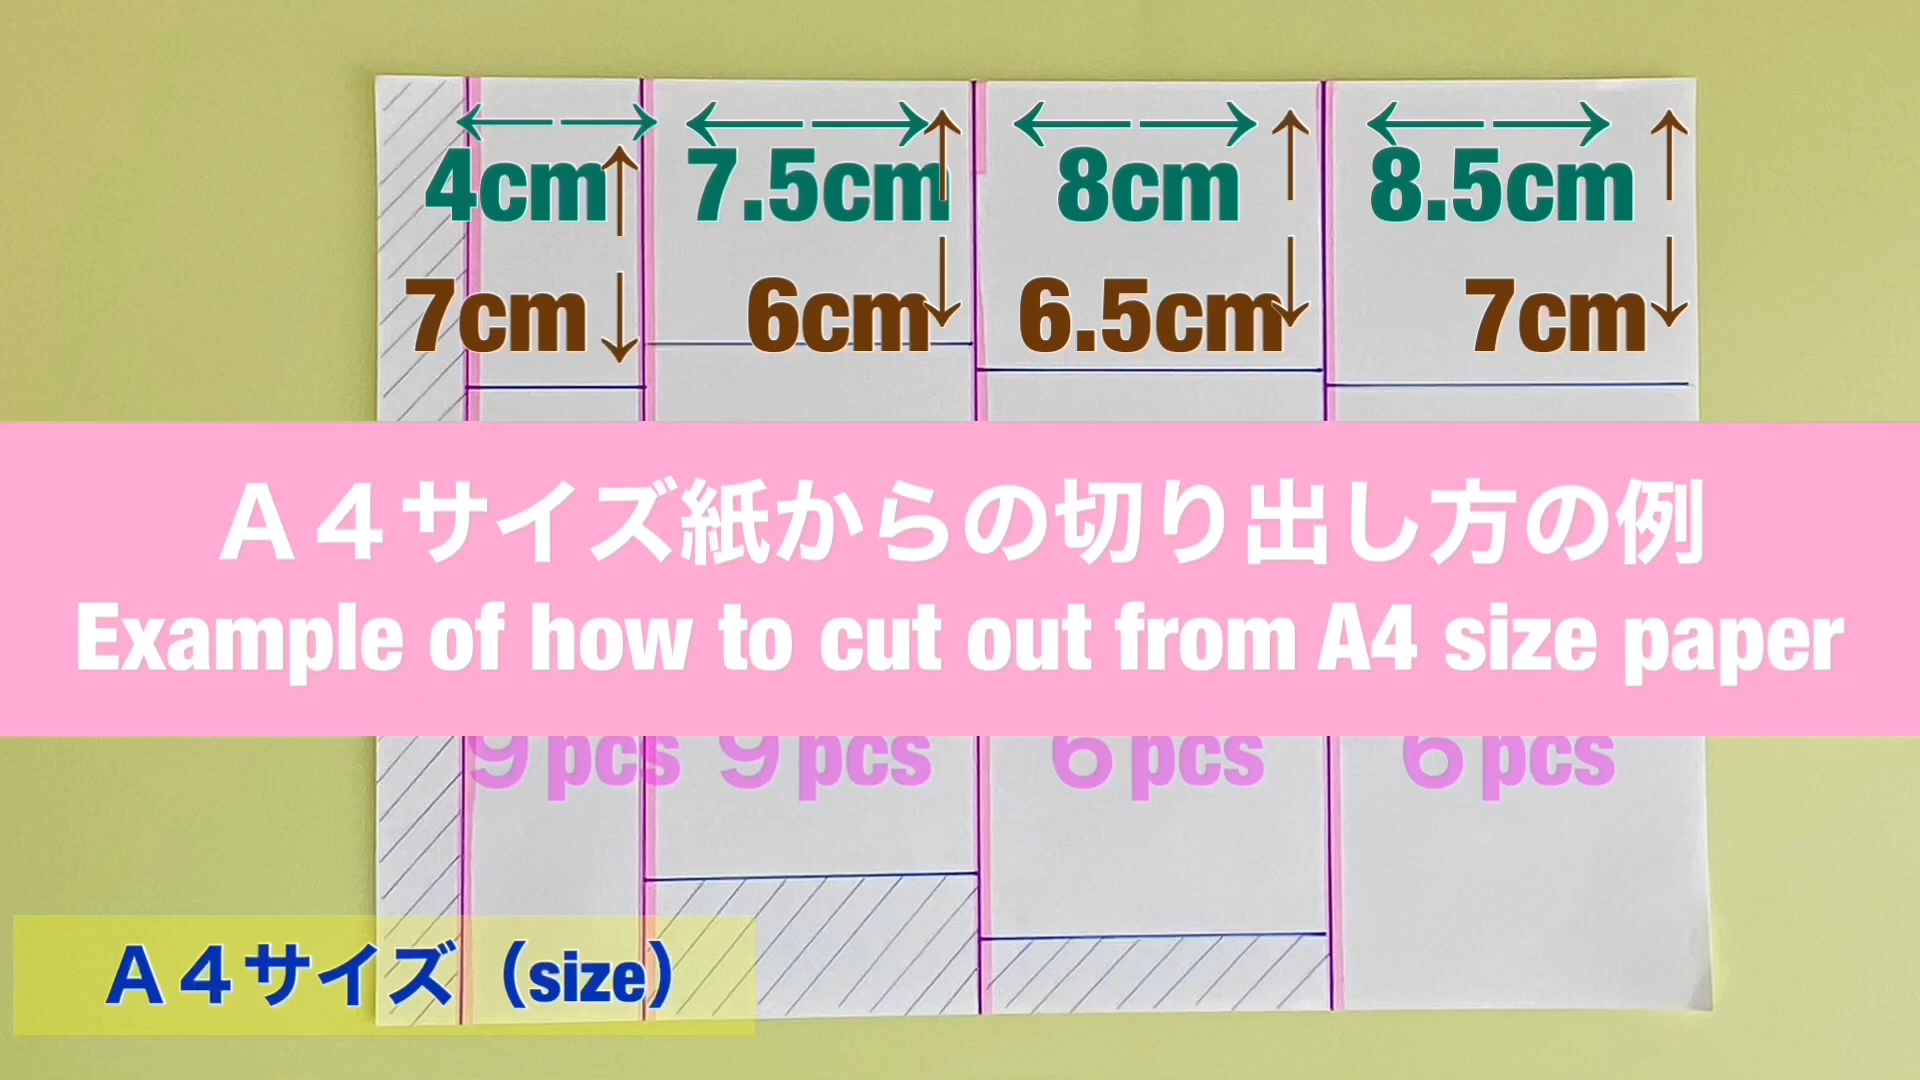 4cm 7.5cm 8cm 8.5cm
7cm 6cm 6.5cm 7cm
A4サイズ紙からの切り出し方の例
Example of how to cut out from A4 size paper
9pcs 9pcs 6pcs 6pcs
A4サイズ（size）